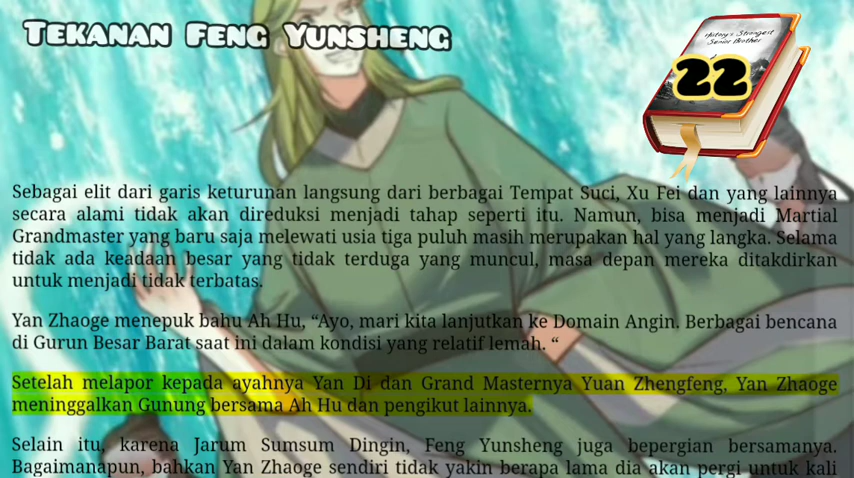 Tekanan Feng Yunsheng
History's Strongest
Senior Brother
22
Sebagai elit dari garis keturunan langsung dari berbagai Tempat Suci, Xu Fei dan yang lainnya
secara alami tidak akan direduksi menjadi tahap seperti itu. Namun, bisa menjadi Martial
Grandmaster yang baru saja melewati usia tiga puluh masih merupakan hal yang langka. Selama
tidak ada keadaan besar yang tidak terduga yang muncul, masa depan mereka ditakdirkan
untuk menjadi tidak terbatas.
Yan Zhaoge menepuk bahu Ah Hu, “Ayo, mari kita lanjutkan ke Domain Angin. Berbagai bencana
di Gurun Besar Barat saat ini dalam kondisi yang relatif lemah. “
Setelah melapor kepada ayahnya Yan Di dan Grand Masternya Yuan Zhengfeng, Yan Zhaoge
meninggalkan Gunung bersama Ah Hu dan pengikut lainnya.
Selain itu, karena Jarum Sumsum Dingin, Feng Yunsheng juga bepergian bersamanya.
Bagaimanapun, bahkan Yan Zhaoge sendiri tidak yakin berapa lama dia akan pergi untuk kali